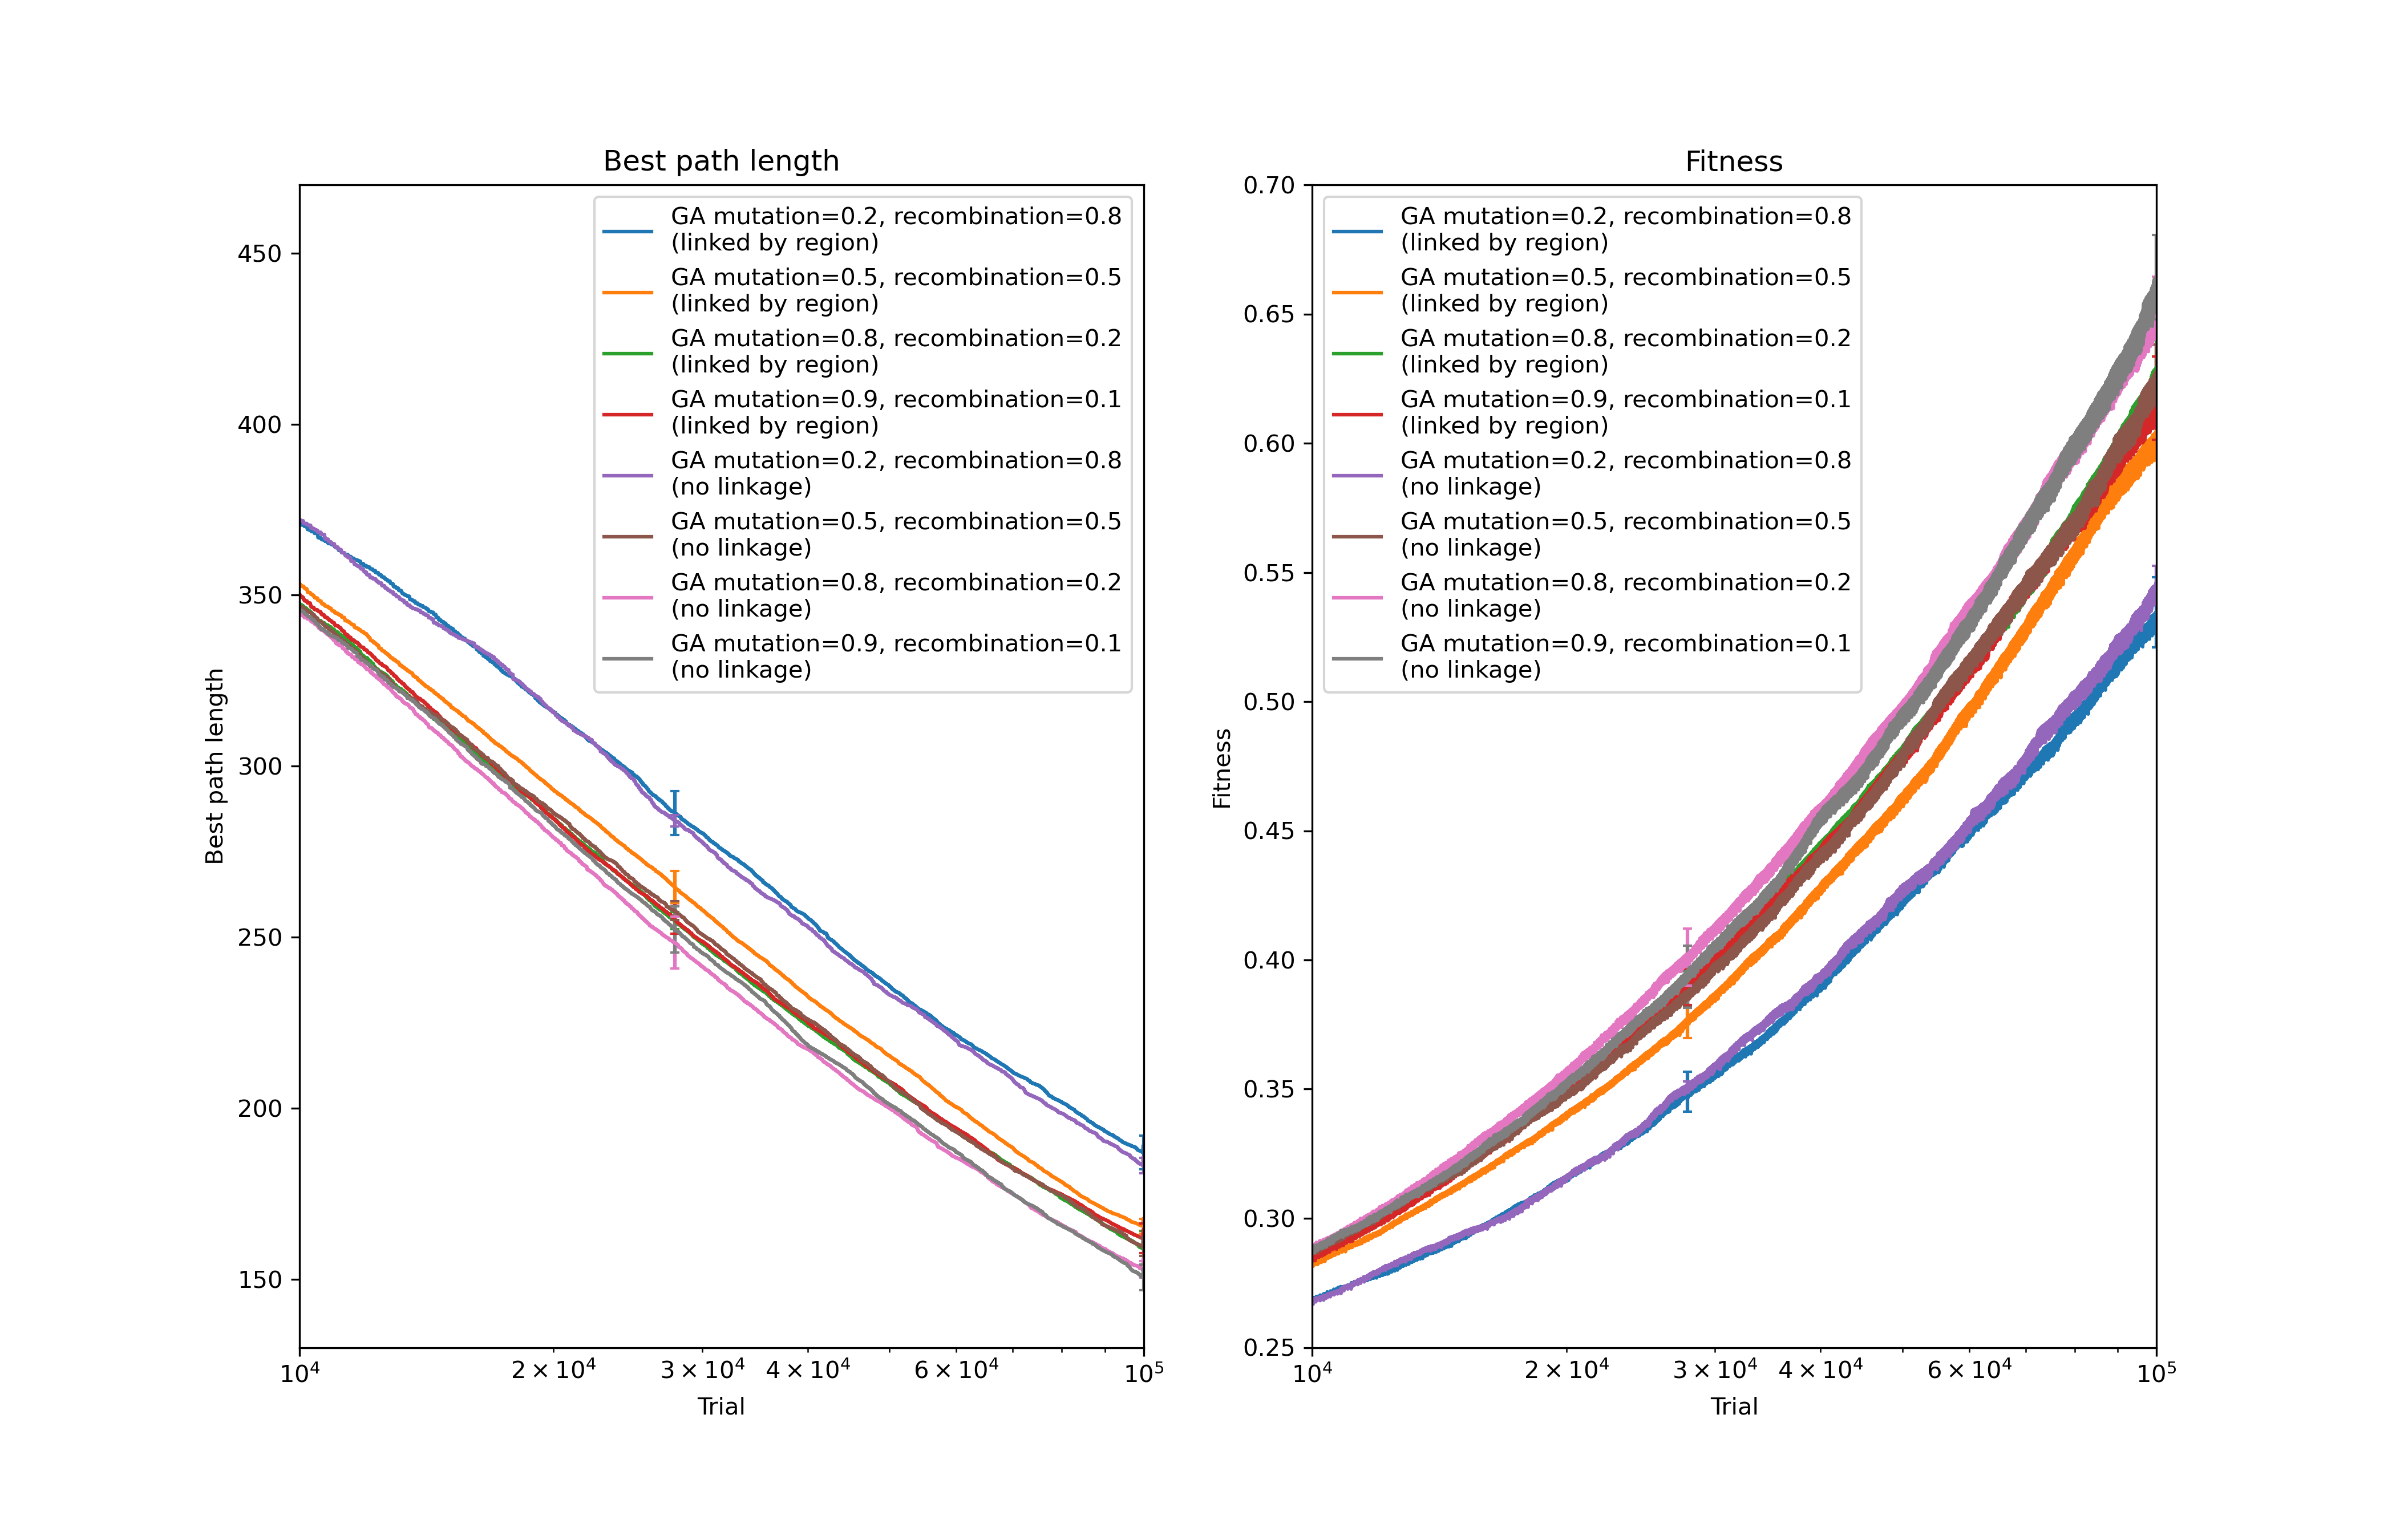 Best path length
Best path length
450
400
350
300
250
200
150
10⁴
2 × 10⁴
3 × 10⁴
4 × 10⁴
6 × 10⁴
10⁵
Trial
GA mutation=0.2, recombination=0.8
(linked by region)
GA mutation=0.5, recombination=0.5
(linked by region)
GA mutation=0.8, recombination=0.2
(linked by region)
GA mutation=0.9, recombination=0.1
(linked by region)
GA mutation=0.2, recombination=0.8
(no linkage)
GA mutation=0.5, recombination=0.5
(no linkage)
GA mutation=0.8, recombination=0.2
(no linkage)
GA mutation=0.9, recombination=0.1
(no linkage)
Fitness
Fitness
0.70
0.65
0.60
0.55
0.50
0.45
0.40
0.35
0.30
0.25
10⁴
2 × 10⁴
3 × 10⁴
4 × 10⁴
6 × 10⁴
10⁵
Trial
GA mutation=0.2, recombination=0.8
(linked by region)
GA mutation=0.5, recombination=0.5
(linked by region)
GA mutation=0.8, recombination=0.2
(linked by region)
GA mutation=0.9, recombination=0.1
(linked by region)
GA mutation=0.2, recombination=0.8
(no linkage)
GA mutation=0.5, recombination=0.5
(no linkage)
GA mutation=0.8, recombination=0.2
(no linkage)
GA mutation=0.9, recombination=0.1
(no linkage)